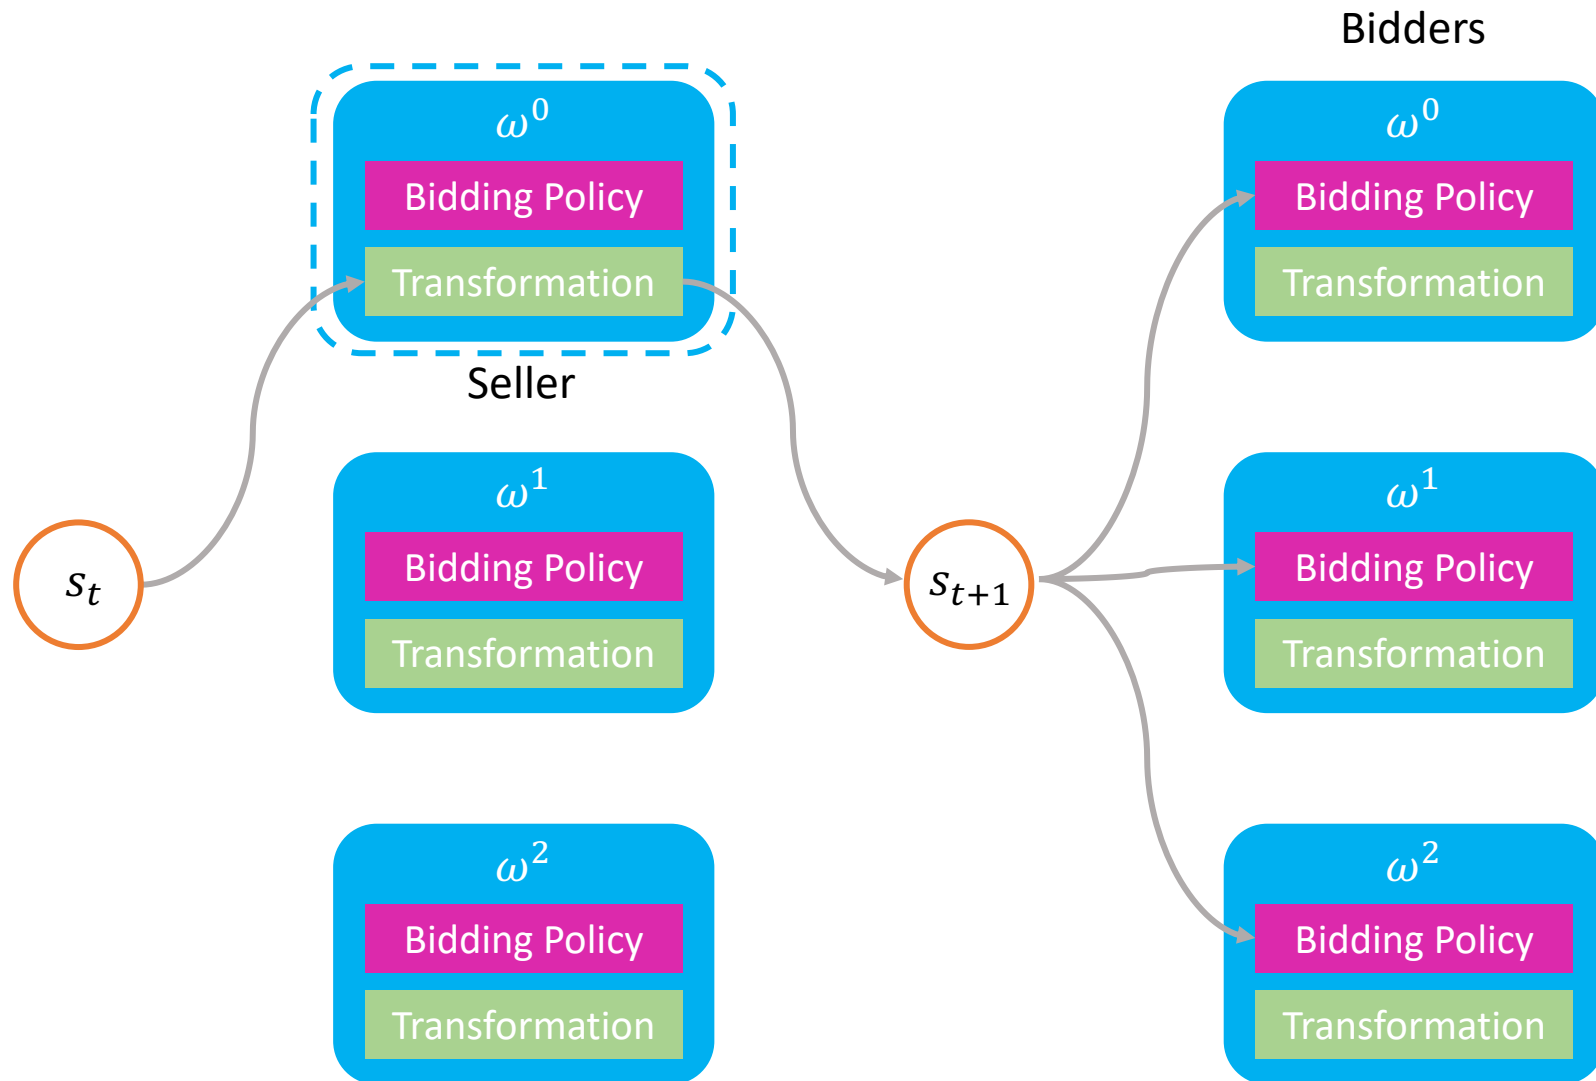 Bidders
ω⁰
Bidding Policy
Transformation
Seller
ω¹
Bidding Policy
Transformation
ω²
Bidding Policy
Transformation
sₜ
sₜ₊₁
ω⁰
Bidding Policy
Transformation
ω¹
Bidding Policy
Transformation
ω²
Bidding Policy
Transformation